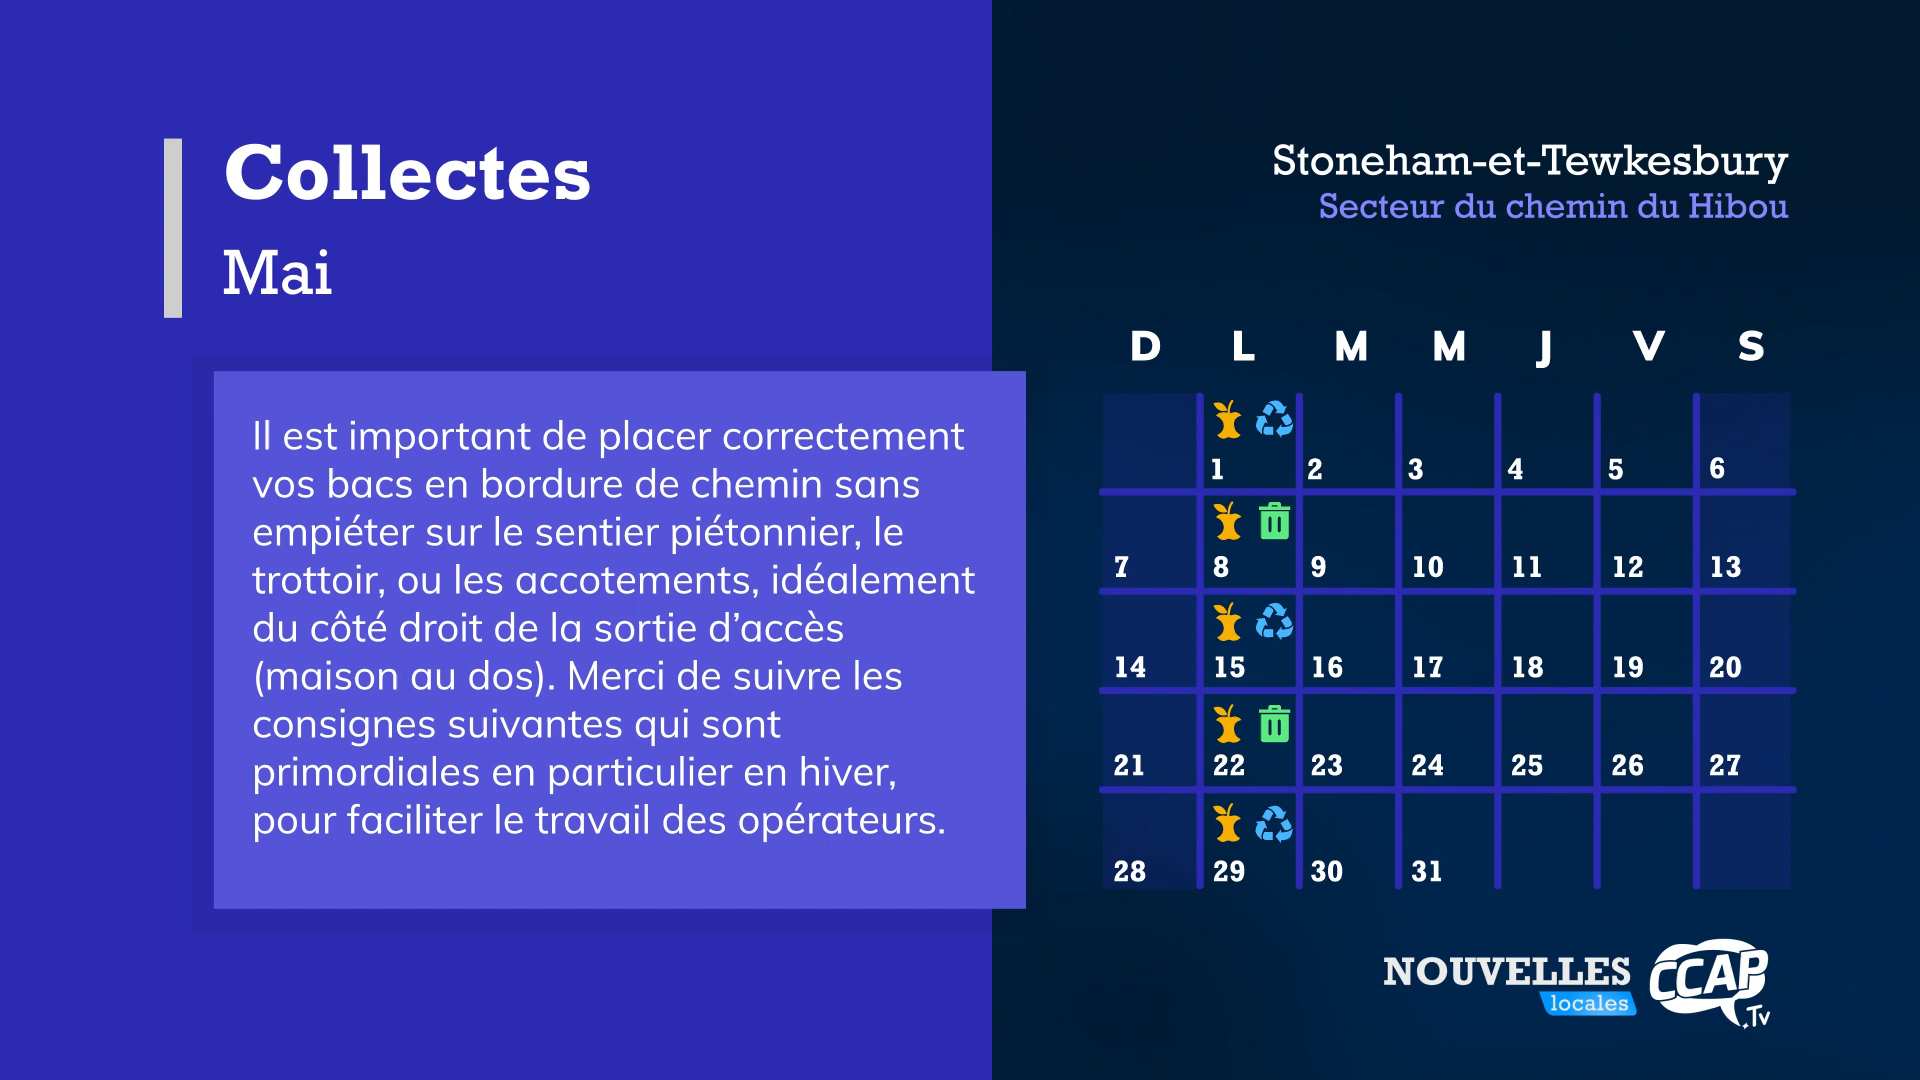 Collectes
Mai
Il est important de placer correctement
vos bacs en bordure de chemin sans
empiéter sur le sentier piétonnier, le
trottoir, ou les accotements, idéalement
du côté droit de la sortie d’accès
(maison au dos). Merci de suivre les
consignes suivantes qui sont
primordiales en particulier en hiver,
pour faciliter le travail des opérateurs.
Stoneham-et-Tewkesbury
Secteur du chemin du Hibou
D L M M J V S
1 2 3 4 5 6
7 8 9 10 11 12 13
14 15 16 17 18 19 20
21 22 23 24 25 26 27
28 29 30 31
NOUVELLES
locales
CCAP
.Tv